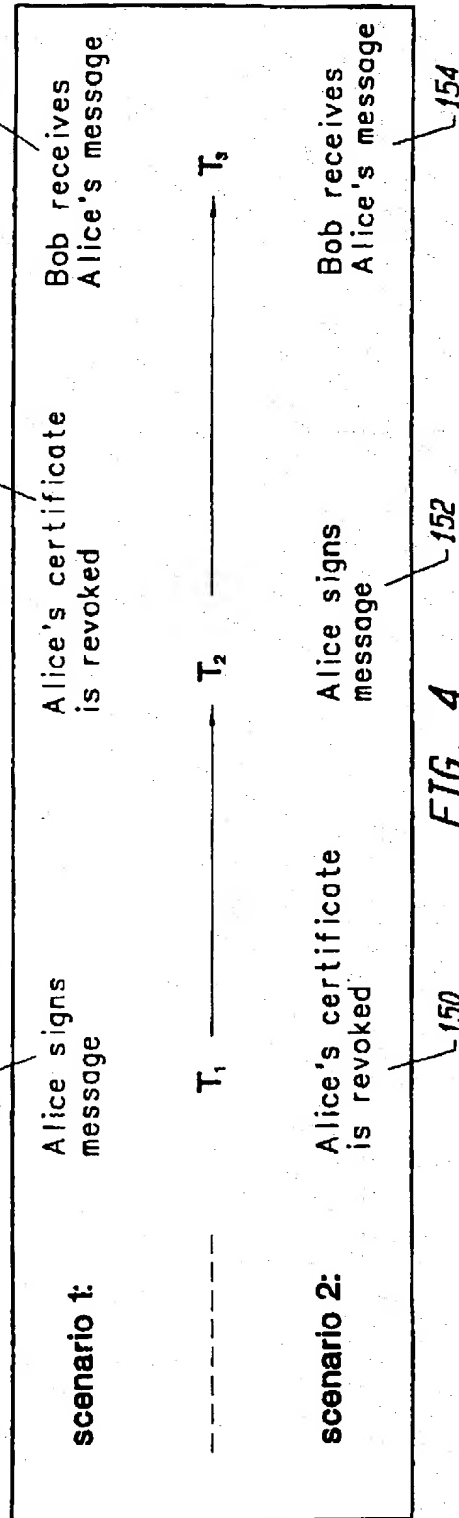 scenario 1:
Alice signs
message
Alice's certificate
is revoked
Bob receives
Alice's message
T₁
T₂
T₃
scenario 2:
Alice's certificate
is revoked
Alice signs
message
Bob receives
Alice's message
150
152
154
FIG. 4